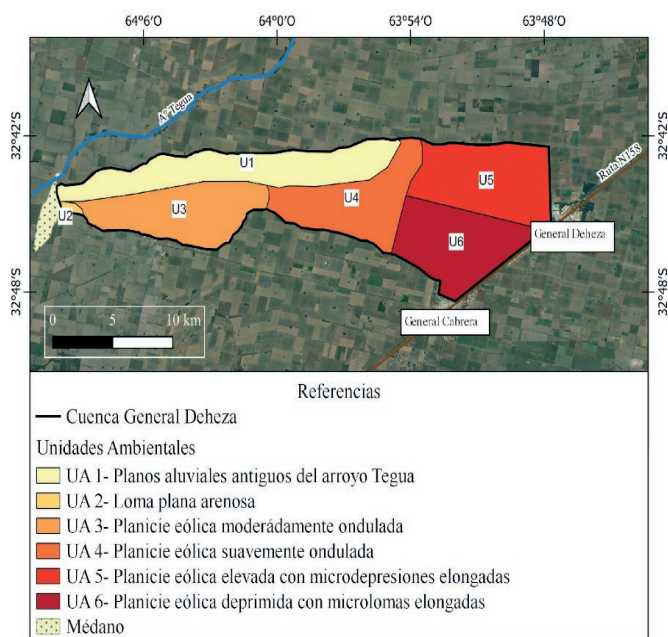 64°6'O 64°0'O 63°54'O 63°48'O
A° Tegua
32°42'S 32°42'S
Ruta N158
U1
U5
U2
U3
U4
U6
General Deheza
32°48'S 32°48'S
General Cabrera
0 5 10 km
Referencias
Cuenca General Deheza
Unidades Ambientales
UA 1- Planos aluviales antiguos del arroyo Tegua
UA 2- Loma plana arenosa
UA 3- Planicie eólica moderádamente ondulada
UA 4- Planicie eólica suavemente ondulada
UA 5- Planicie eólica elevada con microdepresiones elongadas
UA 6- Planicie eólica deprimida con microlomas elongadas
Médano